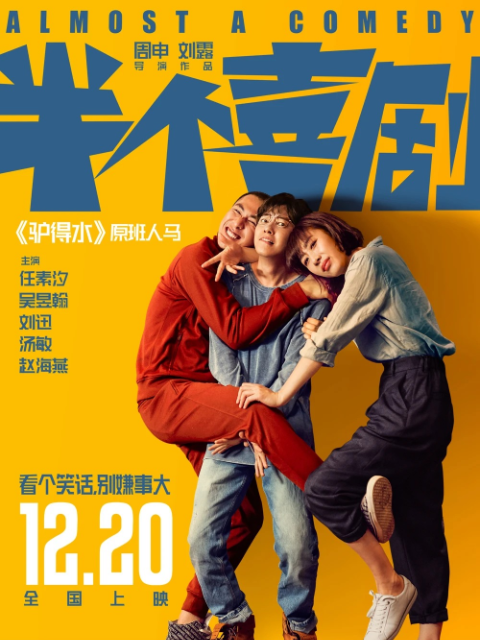 ALMOST A COMEDY
周申 刘露
导演作品
半个喜剧
《驴得水》原班人马
主演
任素汐
吴昱翰
刘迅
汤敏
赵海燕
看个笑话,别嫌事大
12.20
全国上映